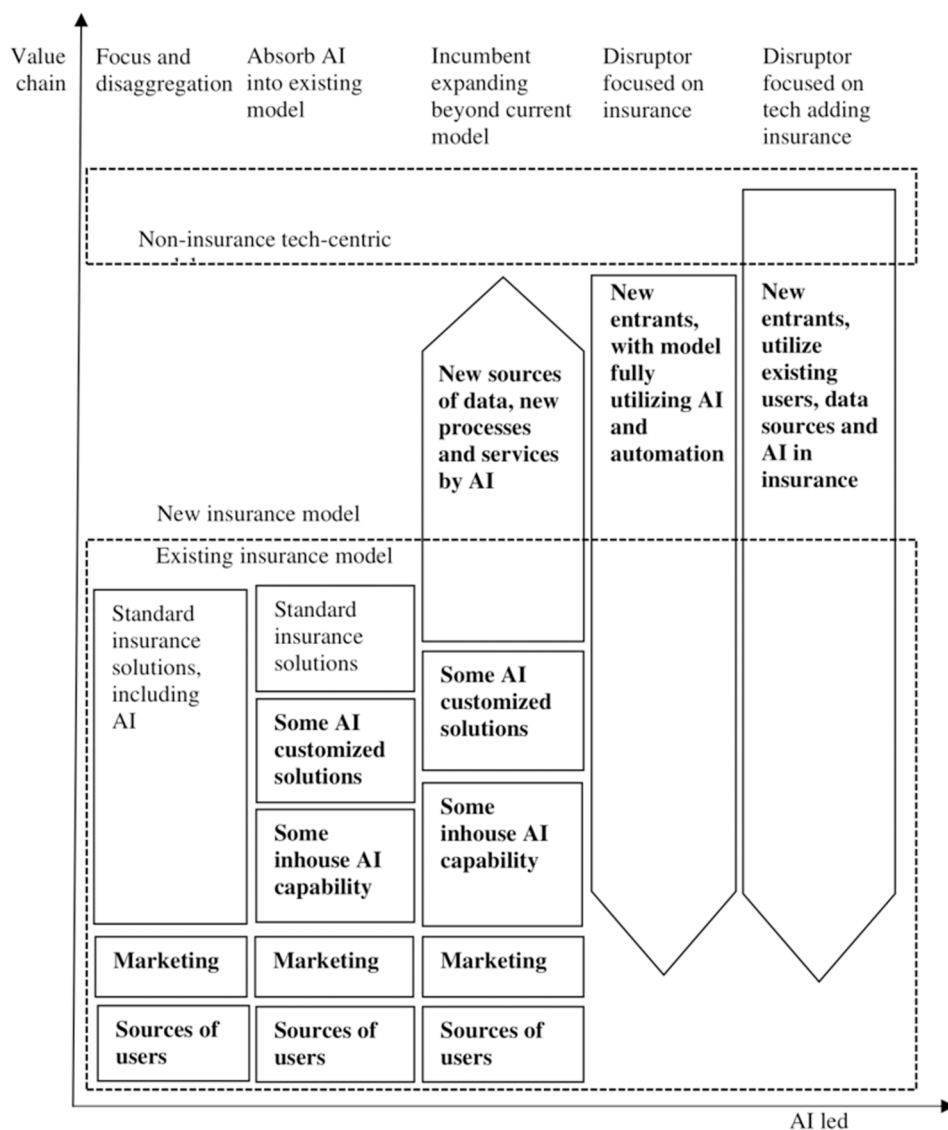 Value
chain
Focus and
disaggregation
Absorb AI
into existing
model
Incumbent
expanding
beyond current
model
Disruptor
focused on
insurance
Disruptor
focused on
tech adding
insurance
Non-insurance tech-centric
New sources
of data, new
processes
and services
by AI
New
entrants,
with model
fully
utilizing AI
and
automation
New
entrants,
utilize
existing
users, data
sources and
AI in
insurance
New insurance model
Existing insurance model
Standard
insurance
solutions,
including
AI
Standard
insurance
solutions
Some AI
customized
solutions
Some
inhouse AI
capability
Some AI
customized
solutions
Some
inhouse AI
capability
Marketing
Marketing
Marketing
Sources of
users
Sources of
users
Sources of
users
AI led